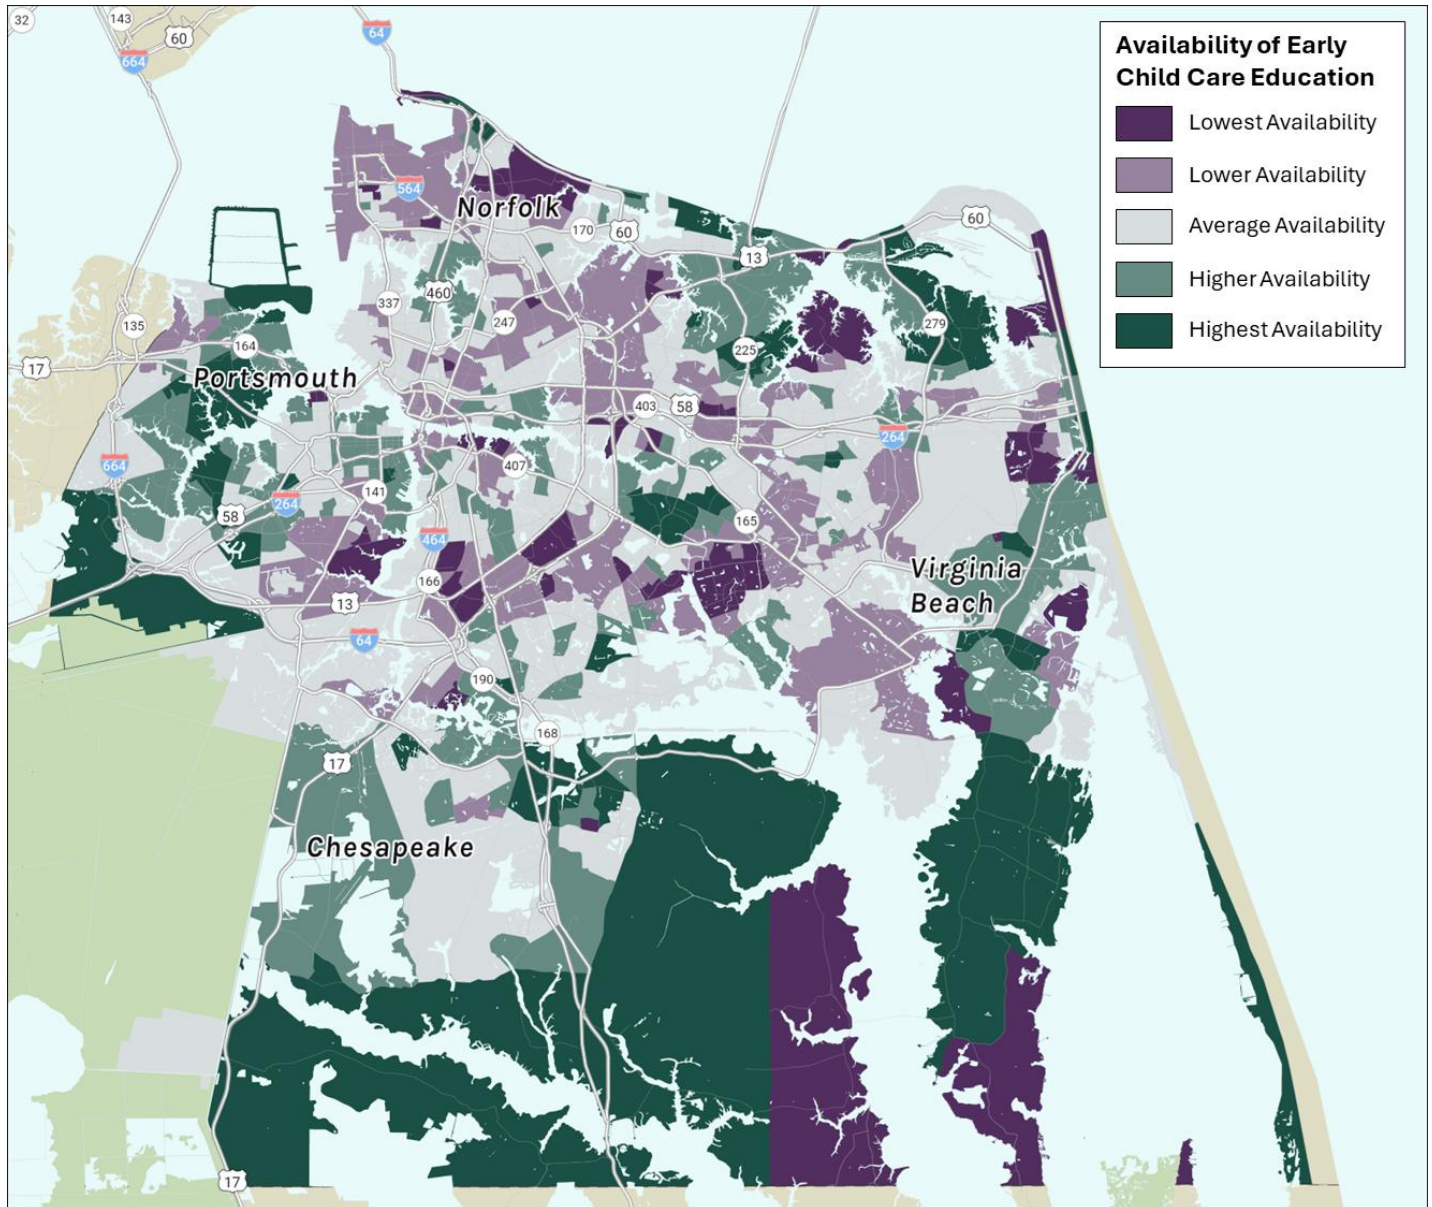 32
143
60
664
64
Availability of Early
Child Care Education
Lowest Availability
Lower Availability
Average Availability
Higher Availability
Highest Availability
564
Norfolk
170
60
60
13
337
460
247
279
135
164
225
17
Portsmouth
403
58
264
664
407
141
264
58
165
464
166
Virginia
Beach
13
64
190
168
17
Chesapeake
17